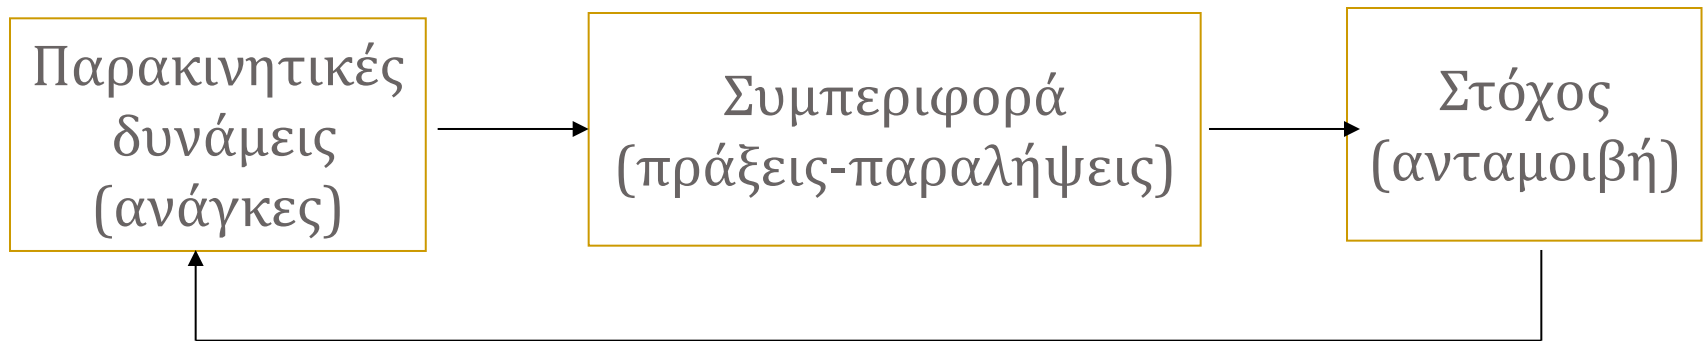 Παρακινητικές
δυνάμεις
(ανάγκες)
Συμπεριφορά
(πράξεις-παραλήψεις)
Στόχος
(ανταμοιβή)